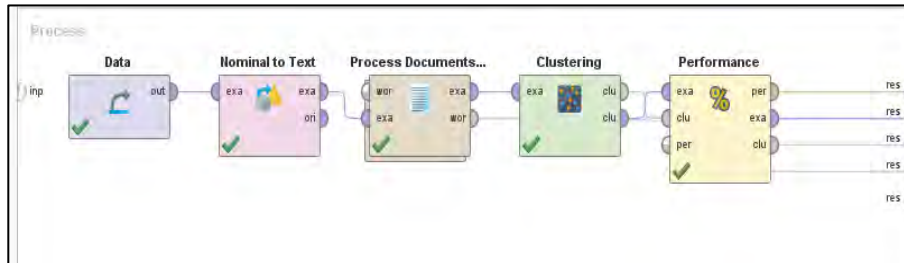 Process
Data
Nominal to Text
Process Documents...
Clustering
Performance
inp
out
exa
exa
ori
wor
exa
exa
wor
exa
clu
clu
exa
clu
per
%
per
exa
clu
res
res
res
res
res